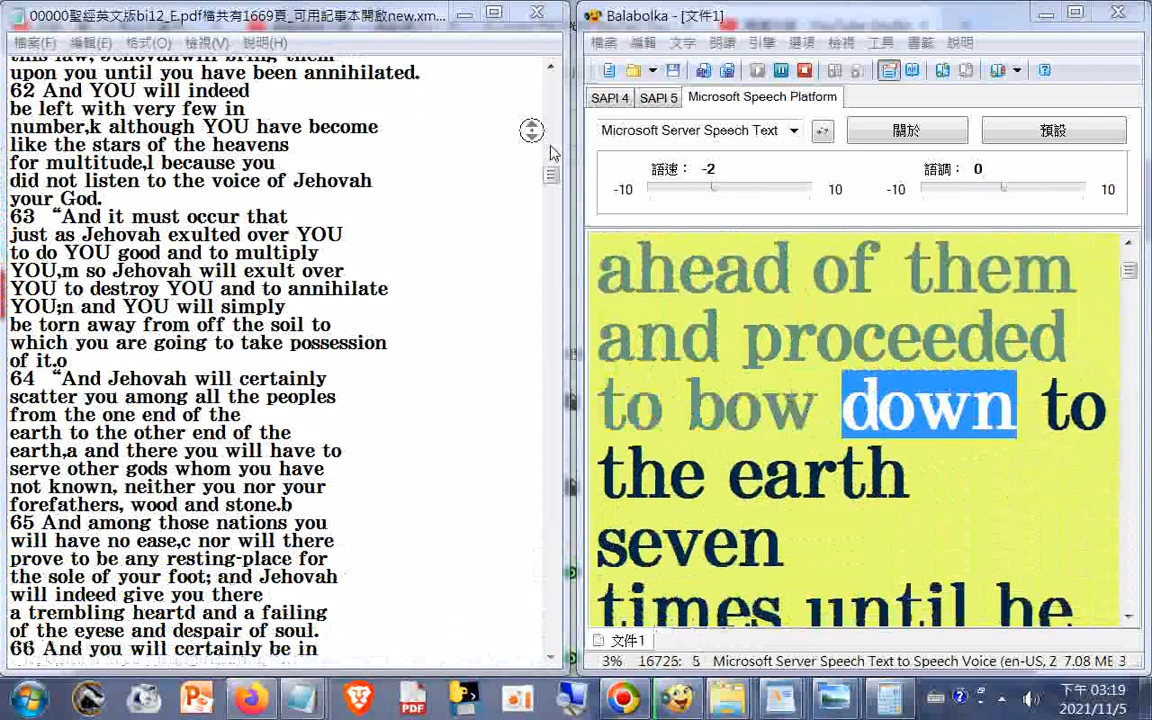 00000聖經英文版bi12_E.pdf檔共有1669頁_可用記事本開啟new.xm...
檔案(F) 編輯(E) 格式(O) 檢視(V) 說明(H)
this law, Jehovahwill bring them
upon you until you have been annihilated.
62 And YOU will indeed
be left with very few in
number,k although YOU have become
like the stars of the heavens
for multitude,l because you
did not listen to the voice of Jehovah
your God.
63 “And it must occur that
just as Jehovah exulted over YOU
to do YOU good and to multiply
YOU,m so Jehovah will exult over
YOU to destroy YOU and to annihilate
YOU;n and YOU will simply
be torn away from off the soil to
which you are going to take possession
of it.o
64 “And Jehovah will certainly
scatter you among all the peoples
from the one end of the
earth to the other end of the
earth,a and there you will have to
serve other gods whom you have
not known, neither you nor your
forefathers, wood and stone.b
65 And among those nations you
will have no ease,c nor will there
prove to be any resting-place for
the sole of your foot; and Jehovah
will indeed give you there
a trembling heartd and a failing
of the eyese and despair of soul.
66 And you will certainly be in
Balabolka - [文件1]
檔案 編輯 文字 朗讀 引擎 選項 檢視 工具 書籤 說明
SAPI 4 SAPI 5 Microsoft Speech Platform
Microsoft Server Speech Text 關於 預設
語速： -2 語調： 0
-10 10 -10 10
ahead of them
and proceeded
to bow down to
the earth
seven
times until he
文件1
3% 16725: 5 Microsoft Server Speech Text to Speech Voice (en-US, Z 7.08 ME 3
PDF
下午 03:19
2021/11/5